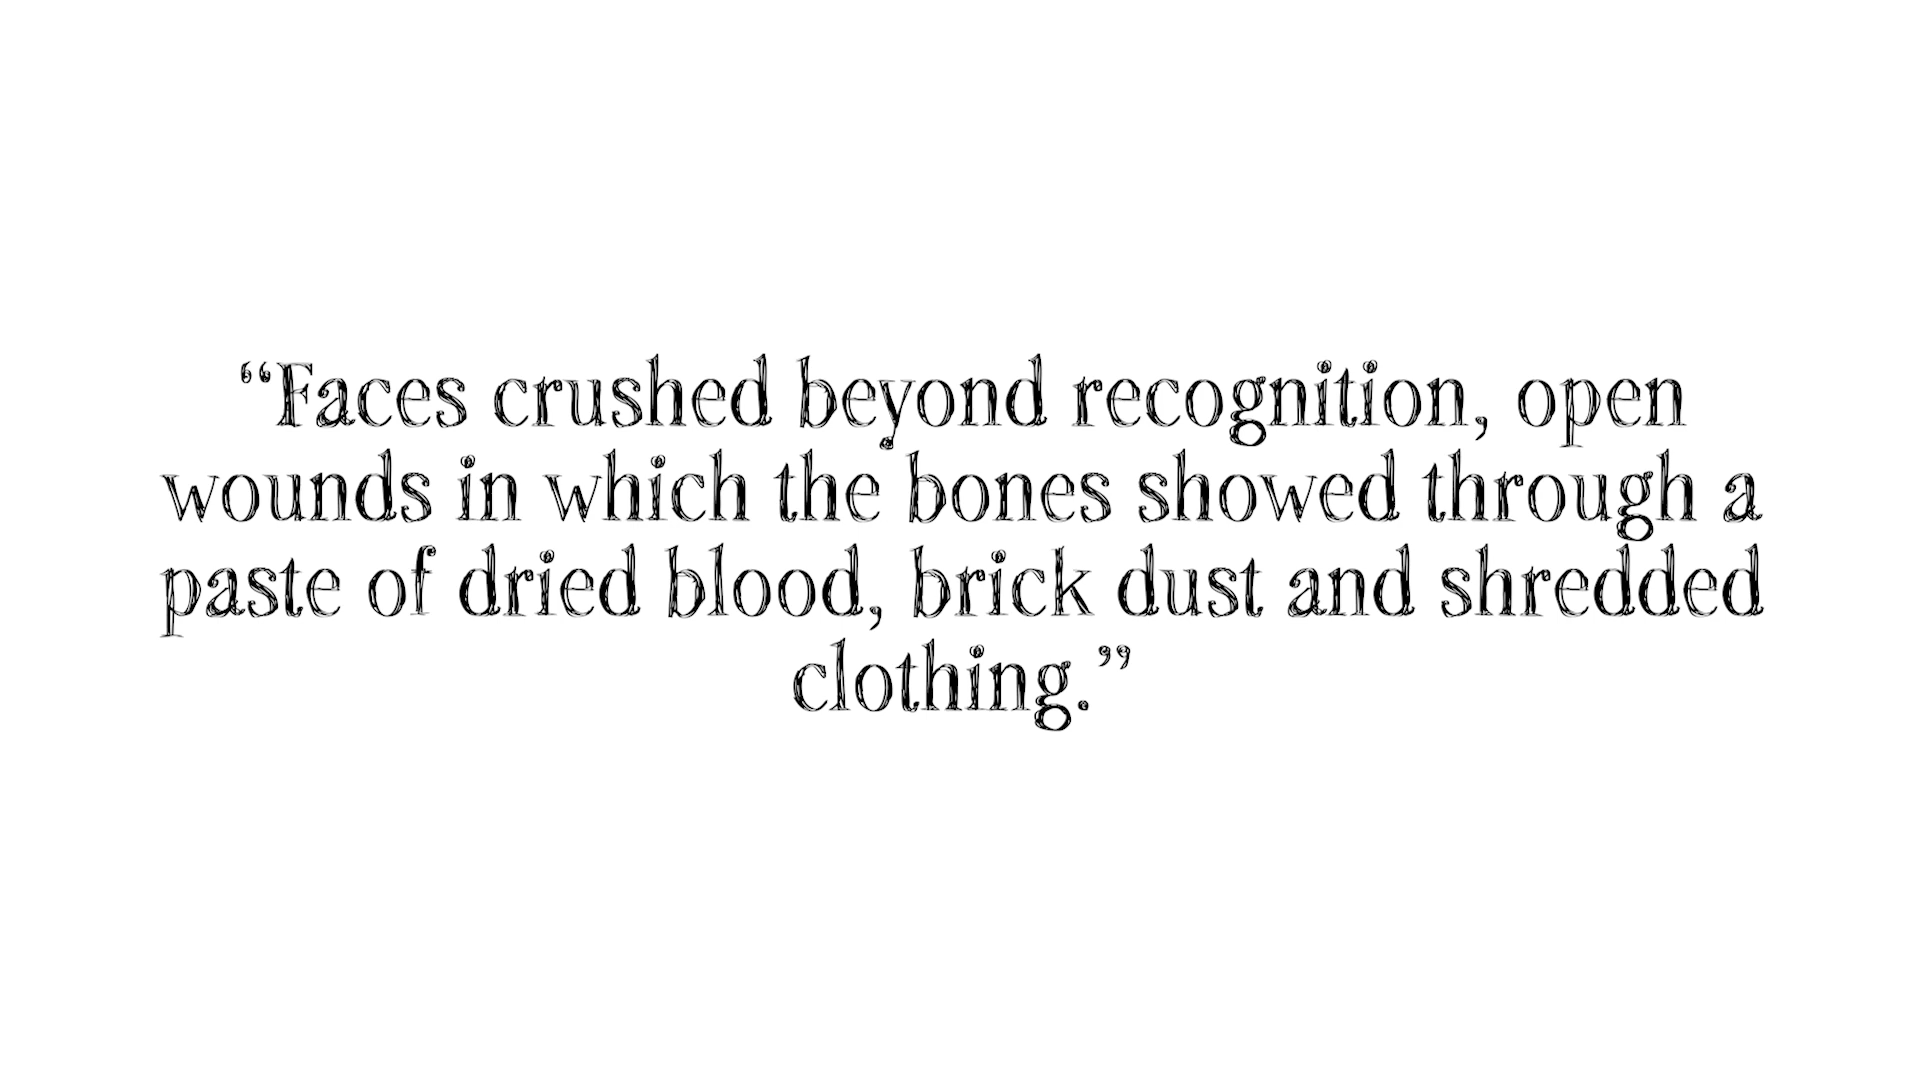 “Faces crushed beyond recognition, open
wounds in which the bones showed through a
paste of dried blood, brick dust and shredded
clothing.”